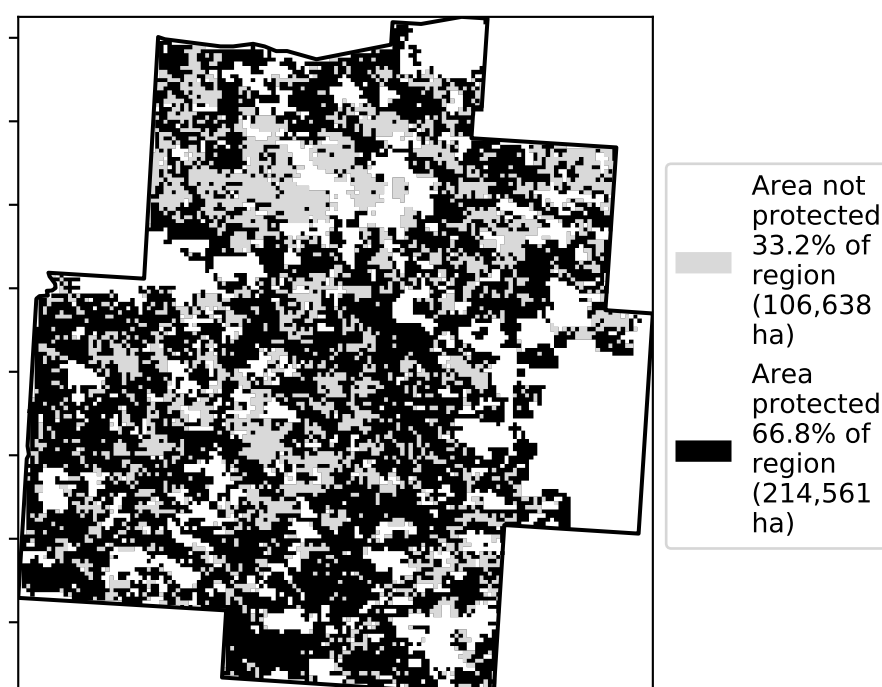 Area not
protected
33.2% of
region
(106,638
ha)
Area
protected
66.8% of
region
(214,561
ha)